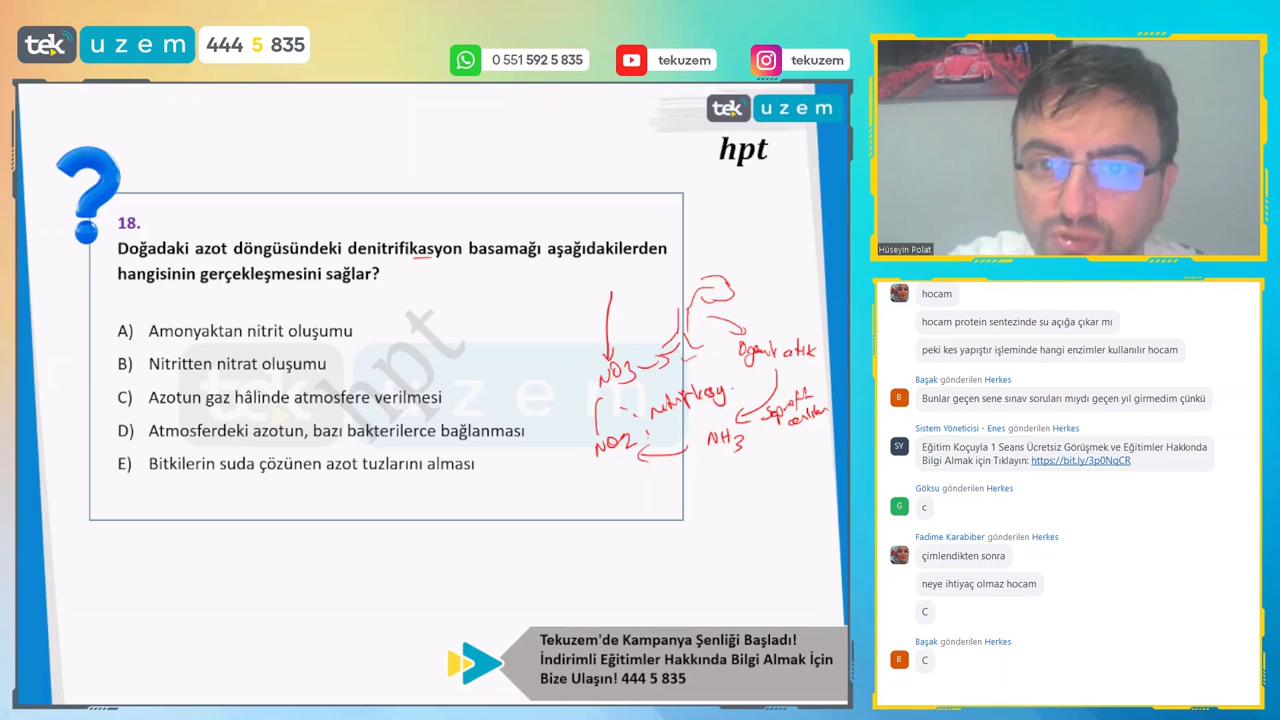 tek
uzem
444 5 835
0 551 592 5 835
tekuzem
tekuzem
tek
uzem
hpt
18.
Doğadaki azot döngüsündeki denitrifikasyon basamağı aşağıdakilerden
hangisinin gerçekleşmesini sağlar?
A) Amonyaktan nitrit oluşumu
B) Nitritten nitrat oluşumu
C) Azotun gaz hâlinde atmosfere verilmesi
D) Atmosferdeki azotun, bazı bakterilerce bağlanması
E) Bitkilerin suda çözünen azot tuzlarını alması
hpt
tek
uzem
NO3
NO2
NH3
atık
Tekuzem'de Kampanya Şenliği Başladı!
İndirimli Eğitimler Hakkında Bilgi Almak İçin
Bize Ulaşın! 444 5 835
Hüseyin Polat
hocam
hocam protein sentezinde su açığa çıkar mı
peki kes yapıştır işleminde hangi enzimler kullanılır hocam
Başak gönderilen Herkes
B
Bunlar geçen sene sınav soruları mıydı geçen yıl girmedim çünkü
Sistem Yöneticisi - Enes gönderilen Herkes
SY
Eğitim Koçuyla 1 Seans Ücretsiz Görüşmek ve Eğitimler Hakkında
Bilgi Almak için Tıklayın: https://bit.ly/3p0NqCR
Göksu gönderilen Herkes
G
c
Fadime Karabiber gönderilen Herkes
çimlendikten sonra
neye ihtiyaç olmaz hocam
C
Başak gönderilen Herkes
B
C